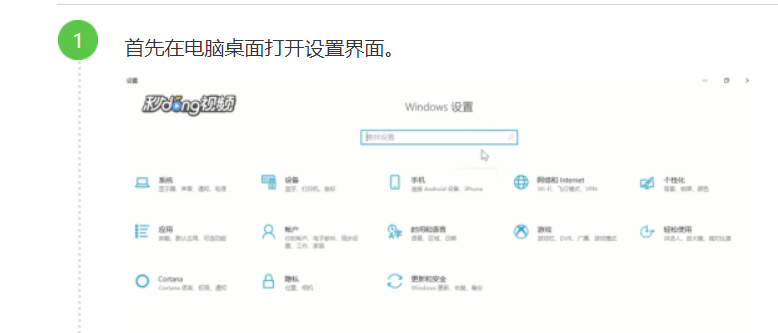 1
首先在电脑桌面打开设置界面。
设置
秒dong视频
Windows 设置
查找设置
系统
显示器、声音、通知、电源
设备
蓝牙、打印机、鼠标
手机
连接 Android 设备、iPhone
网络和 Internet
Wi-Fi、飞行模式、VPN
个性化
背景、锁屏、颜色
应用
卸载、默认应用、可选功能
帐户
你的帐户、电子邮件、同步设
置、工作、家庭
时间和语言
语音、区域、日期
游戏
游戏栏、DVR、广播、游戏模式
轻松使用
讲述人、放大镜、高对比度
Cortana
Cortana 语言、权限、通知
隐私
位置、相机
更新和安全
Windows 更新、恢复、备份